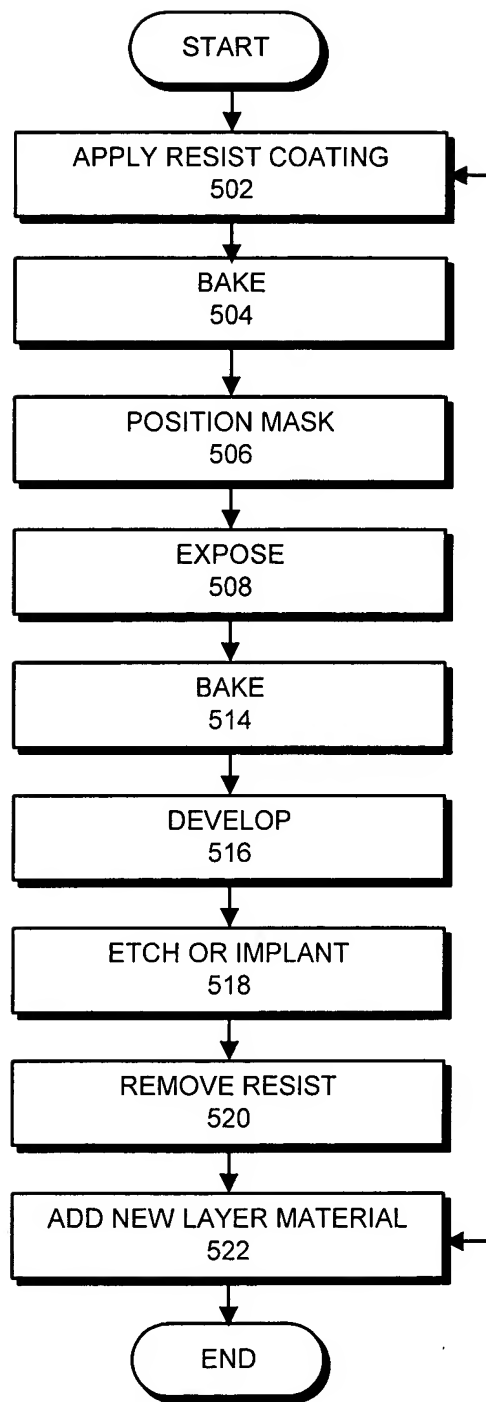 START
APPLY RESIST COATING
502
BAKE
504
POSITION MASK
506
EXPOSE
508
BAKE
514
DEVELOP
516
ETCH OR IMPLANT
518
REMOVE RESIST
520
ADD NEW LAYER MATERIAL
522
END